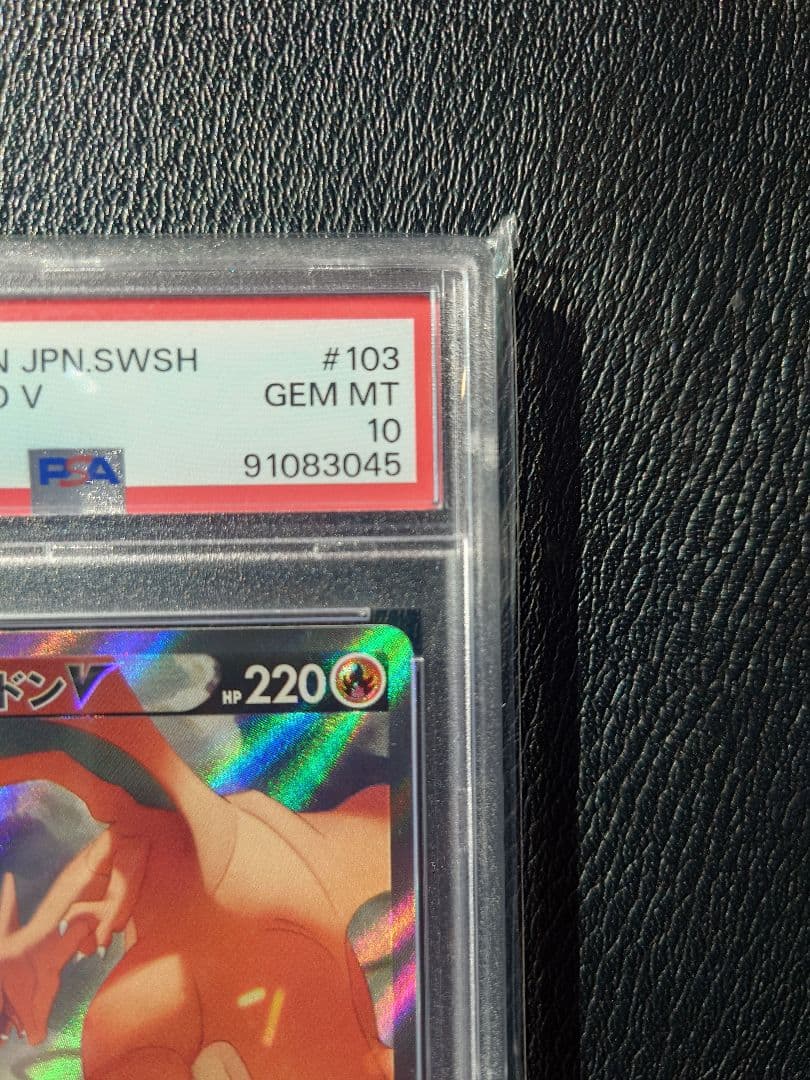 N JPN.SWSH #103
D V GEM MT
10
PSA 91083045
ドンV HP 220